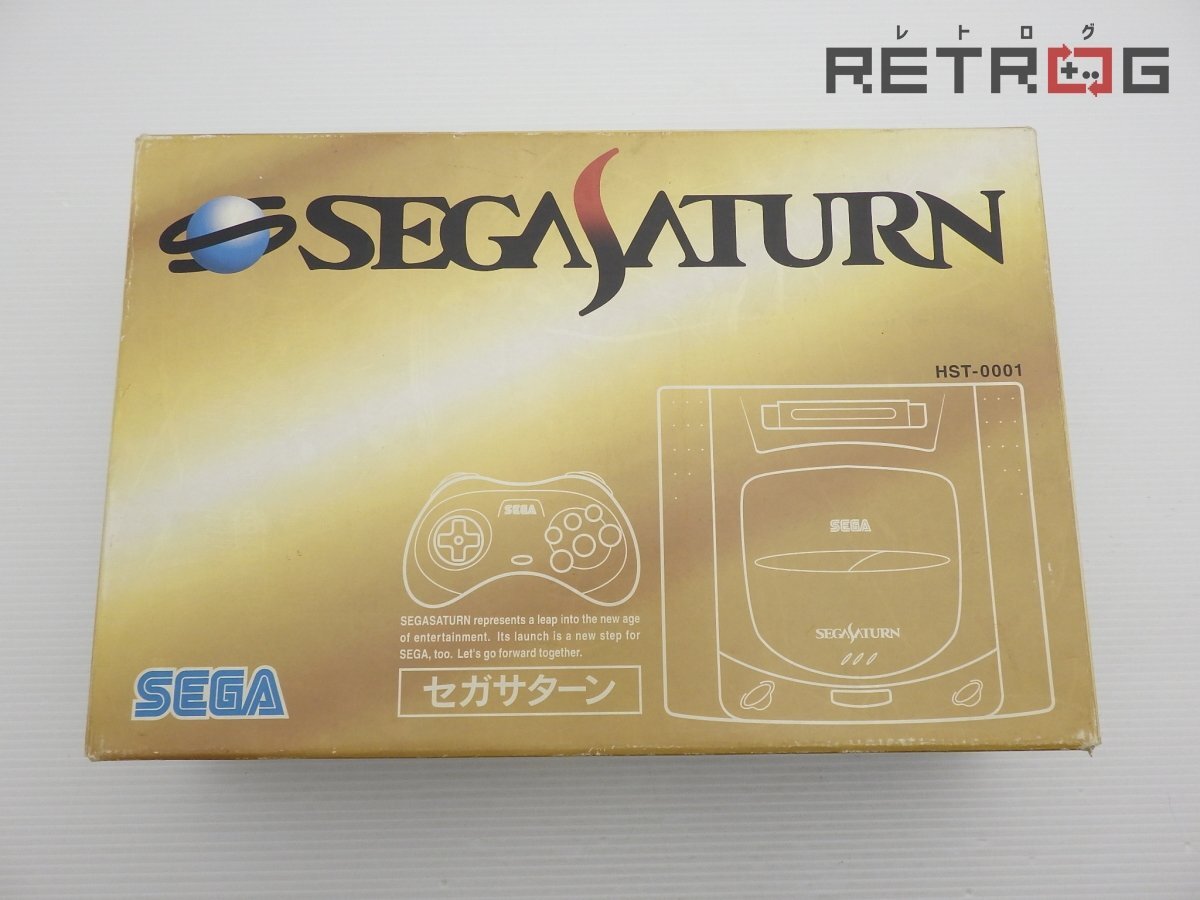 レトログ
RETROG
SEGASATURN
HST-0001
SEGA
SEGA
SEGASATURN
SEGASATURN represents a leap into the new age
of entertainment. Its launch is a new step for
SEGA, too. Let's go forward together.
セガサターン
SEGA